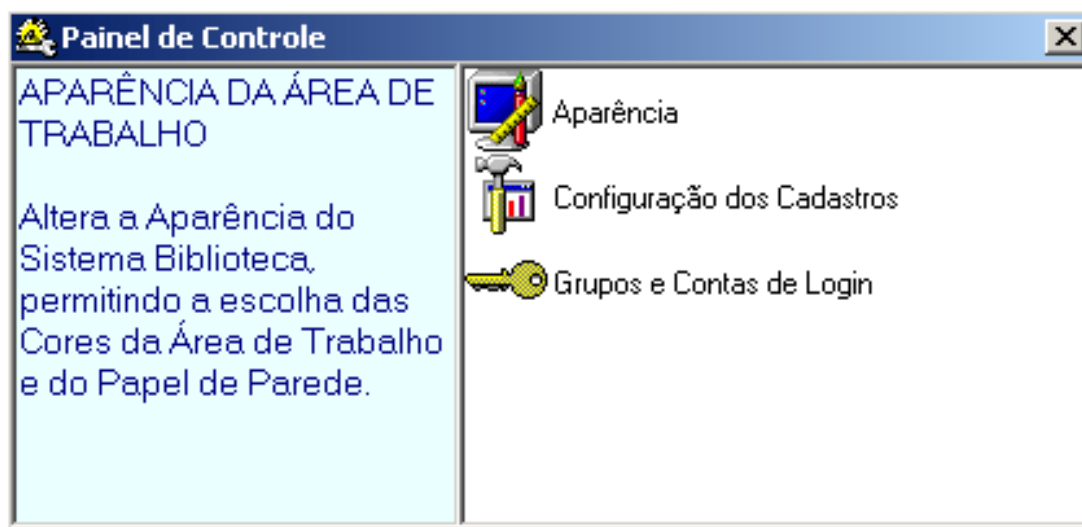 Painel de Controle
APARÊNCIA DA ÁREA DE
TRABALHO
Altera a Aparência do
Sistema Biblioteca,
permitindo a escolha das
Cores da Área de Trabalho
e do Papel de Parede.
Aparência
Configuração dos Cadastros
Grupos e Contas de Login